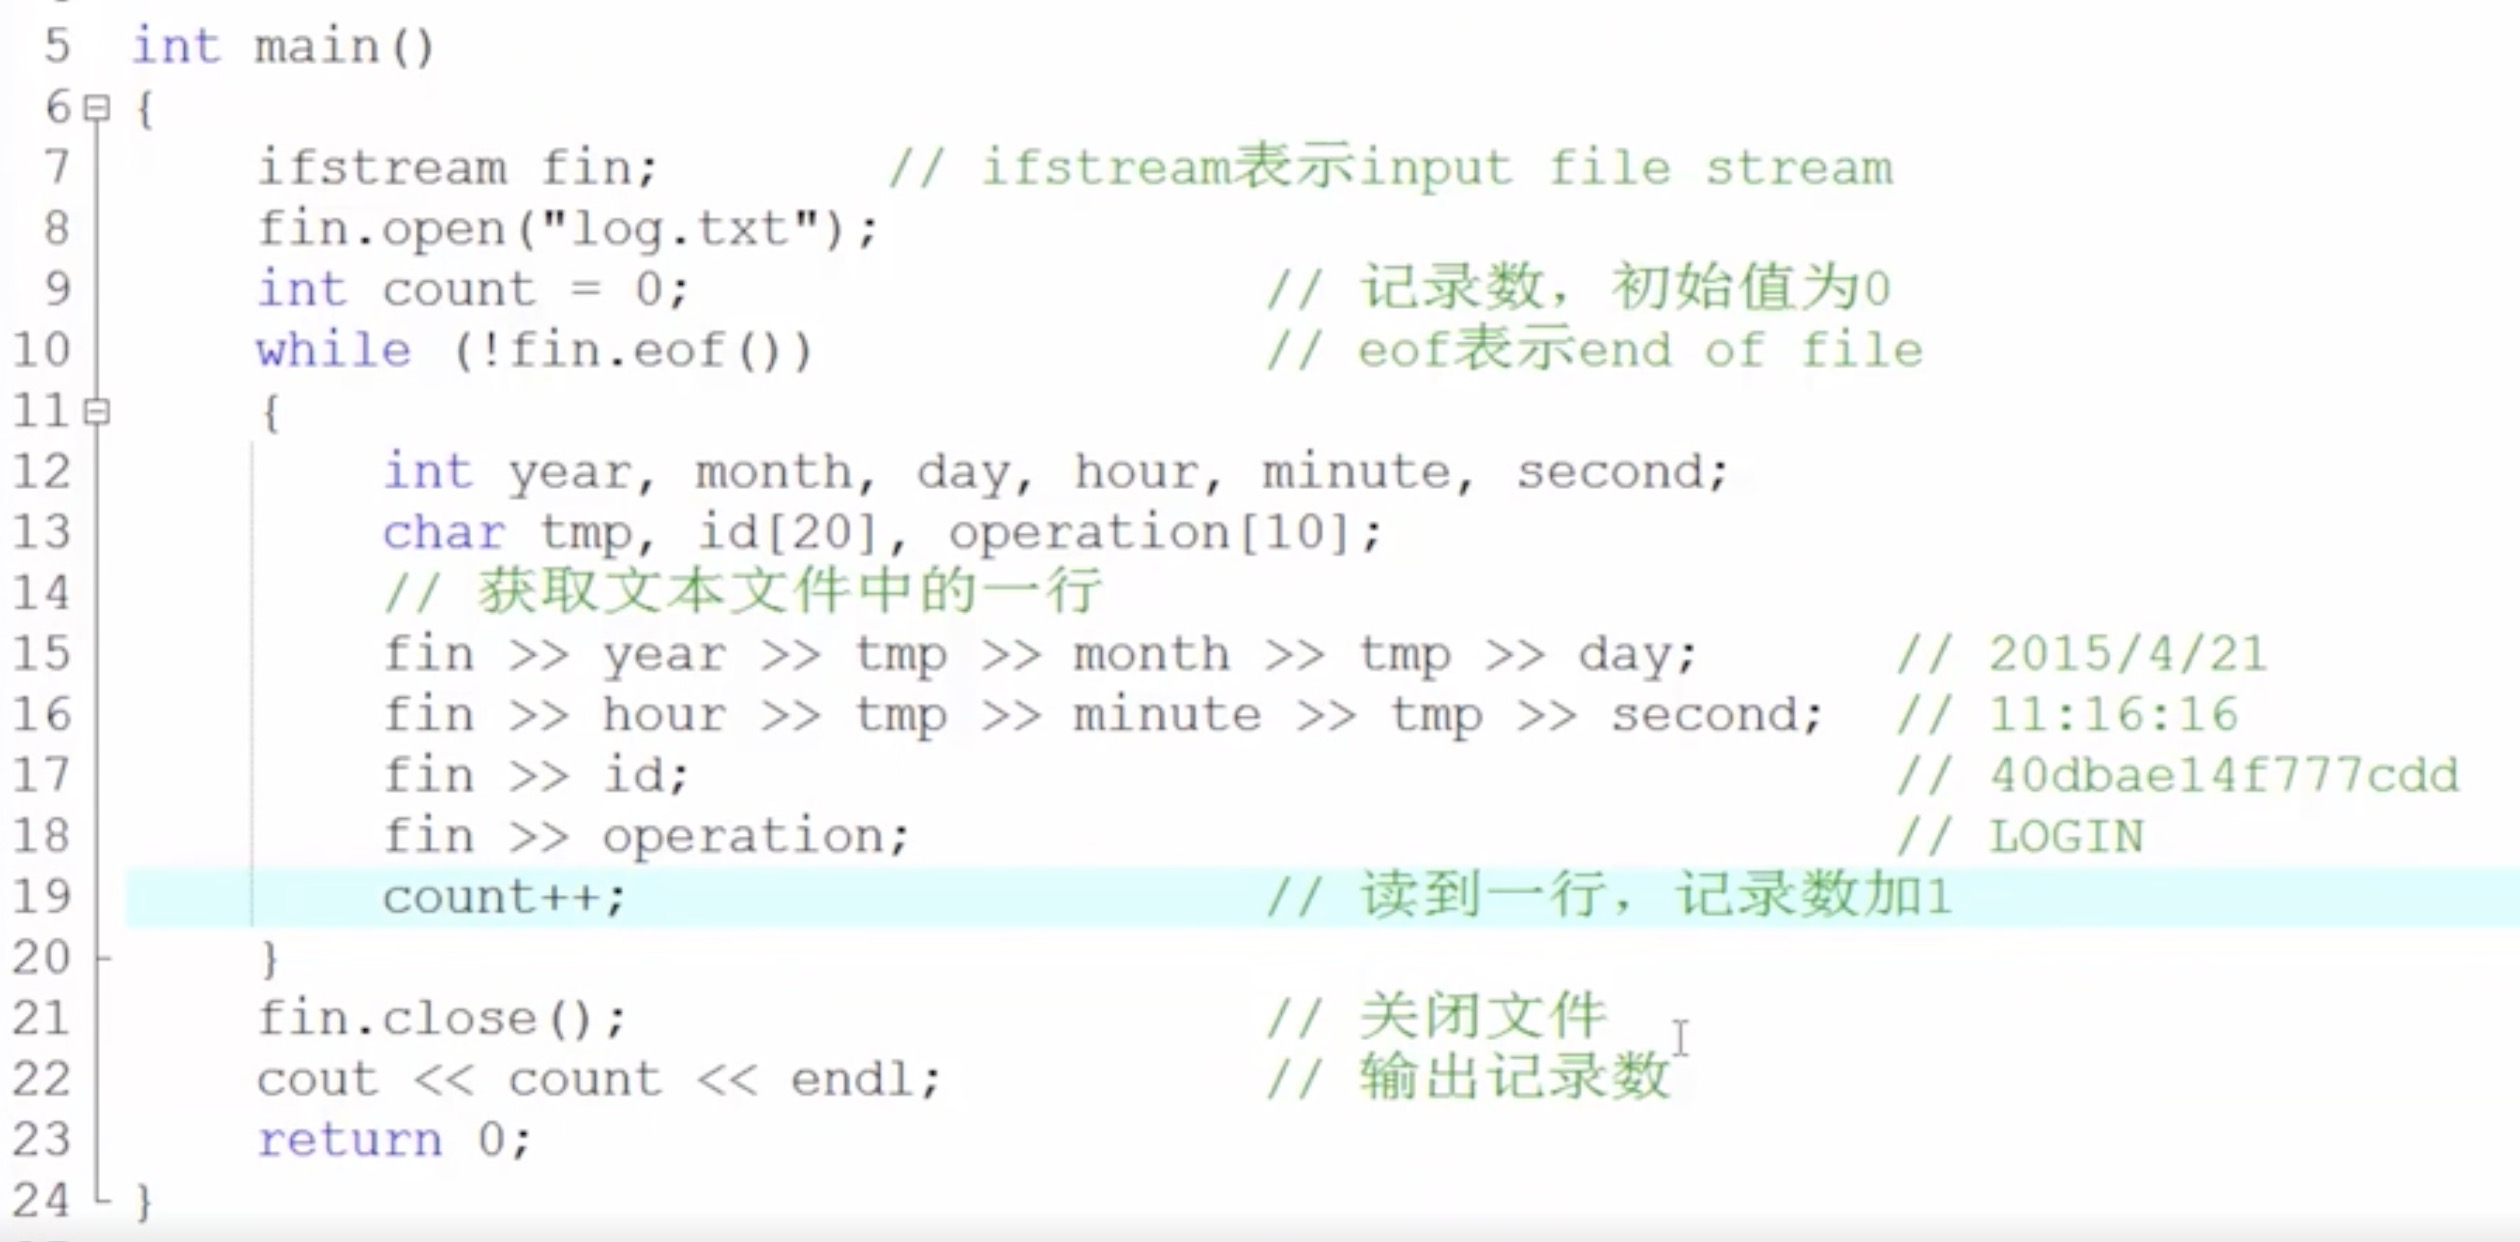 5 int main()
6 {
7 ifstream fin; // ifstream表示input file stream
8 fin.open("log.txt");
9 int count = 0; // 记录数，初始值为0
10 while (!fin.eof()) // eof表示end of file
11 {
12 int year, month, day, hour, minute, second;
13 char tmp, id[20], operation[10];
14 // 获取文本文件中的一行
15 fin >> year >> tmp >> month >> tmp >> day; // 2015/4/21
16 fin >> hour >> tmp >> minute >> tmp >> second; // 11:16:16
17 fin >> id; // 40dbae14f777cdd
18 fin >> operation; // LOGIN
19 count++; // 读到一行，记录数加1
20 }
21 fin.close(); // 关闭文件
22 cout << count << endl; // 输出记录数
23 return 0;
24 }